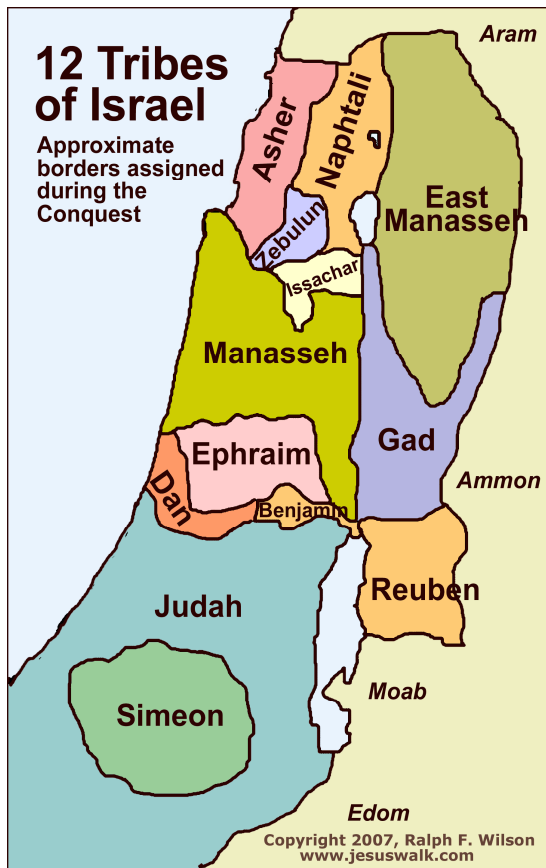 12 Tribes
of Israel
Approximate
borders assigned
during the
Conquest
Aram
Asher
Naphtali
East
Manasseh
Zebulun
Issachar
Manasseh
Gad
Ephraim
Dan
Benjamin
Ammon
Reuben
Judah
Simeon
Moab
Edom
Copyright 2007, Ralph F. Wilson
www.jesuswalk.com